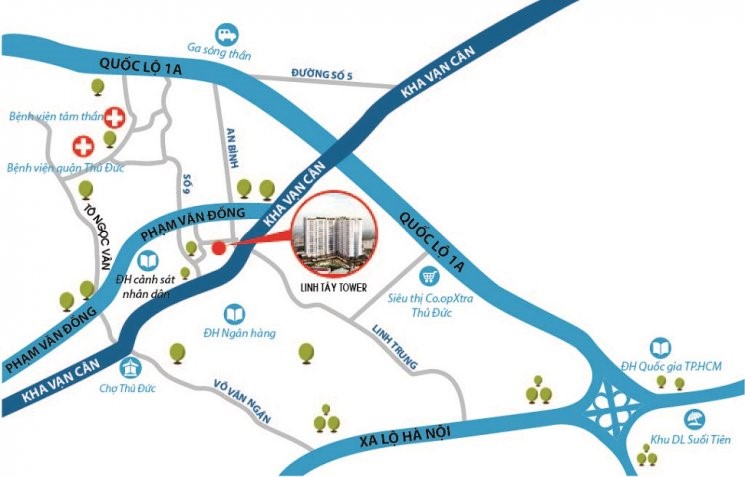 Ga sóng thần
QUỐC LỘ 1A
ĐƯỜNG SỐ 5
KHA VẠN CÂN
Bệnh viện tâm thần
AN BÌNH
Bệnh viện quận Thủ Đức
SỐ 9
KHA VẠN CÂN
TÔ NGỌC VÂN
PHẠM VĂN ĐỒNG
QUỐC LỘ 1A
ĐH cảnh sát
nhân dân
LINH TÂY TOWER
Siêu thị Co.opXtra
Thủ Đức
PHẠM VĂN ĐỒNG
ĐH Ngân hàng
LINH TRUNG
KHA VẠN CÂN
Chợ Thủ Đức
VÕ VĂN NGÂN
ĐH Quốc gia TP.HCM
XA LỘ HÀ NỘI
Khu DL Suối Tiên